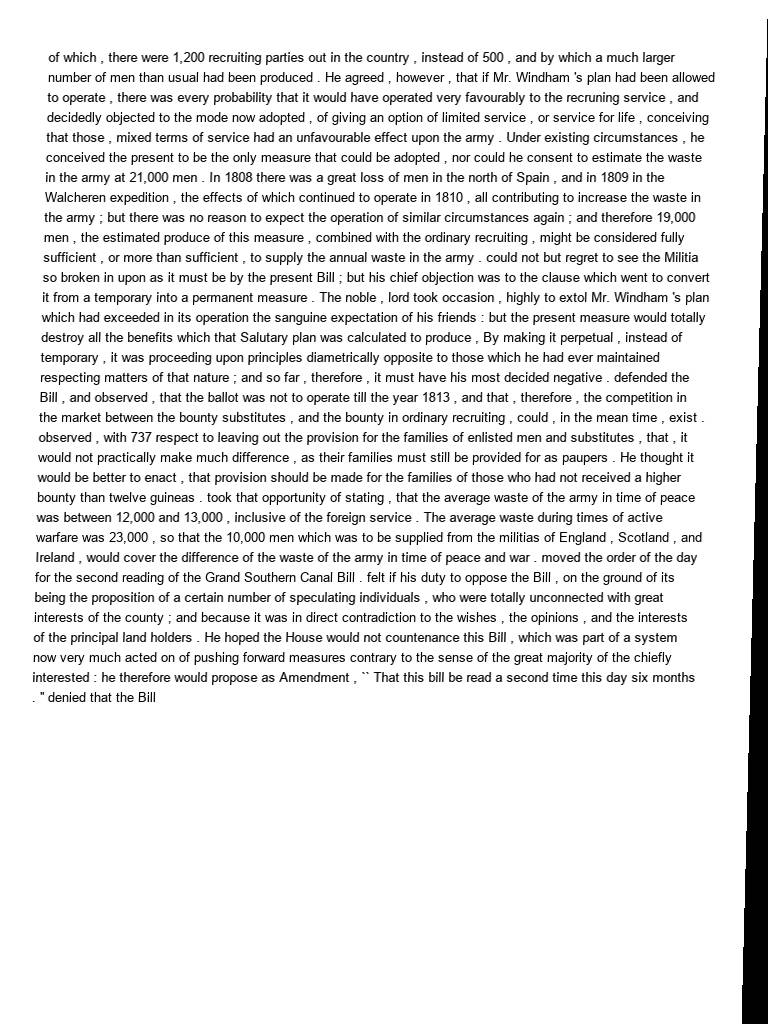 of which , there were 1,200 recruiting parties out in the country , instead of 500 , and by which a much larger
number of men than usual had been produced . He agreed , however , that if Mr. Windham 's plan had been allowed
to operate , there was every probability that it would have operated very favourably to the recruning service , and
decidedly objected to the mode now adopted , of giving an option of limited service , or service for life , conceiving
that those , mixed terms of service had an unfavourable effect upon the army . Under existing circumstances , he
conceived the present to be the only measure that could be adopted , nor could he consent to estimate the waste
in the army at 21,000 men . In 1808 there was a great loss of men in the north of Spain , and in 1809 in the
Walcheren expedition , the effects of which continued to operate in 1810 , all contributing to increase the waste in
the army ; but there was no reason to expect the operation of similar circumstances again ; and therefore 19,000
men , the estimated produce of this measure , combined with the ordinary recruiting , might be considered fully
sufficient , or more than sufficient , to supply the annual waste in the army . could not but regret to see the Militia
so broken in upon as it must be by the present Bill ; but his chief objection was to the clause which went to convert
it from a temporary into a permanent measure . The noble , lord took occasion , highly to extol Mr. Windham 's plan
which had exceeded in its operation the sanguine expectation of his friends : but the present measure would totally
destroy all the benefits which that Salutary plan was calculated to produce , By making it perpetual , instead of
temporary , it was proceeding upon principles diametrically opposite to those which he had ever maintained
respecting matters of that nature ; and so far , therefore , it must have his most decided negative . defended the
Bill , and observed , that the ballot was not to operate till the year 1813 , and that , therefore , the competition in
the market between the bounty substitutes , and the bounty in ordinary recruiting , could , in the mean time , exist .
observed , with 737 respect to leaving out the provision for the families of enlisted men and substitutes , that , it
would not practically make much difference , as their families must still be provided for as paupers . He thought it
would be better to enact , that provision should be made for the families of those who had not received a higher
bounty than twelve guineas . took that opportunity of stating , that the average waste of the army in time of peace
was between 12,000 and 13,000 , inclusive of the foreign service . The average waste during times of active
warfare was 23,000 , so that the 10,000 men which was to be supplied from the militias of England , Scotland , and
Ireland , would cover the difference of the waste of the army in time of peace and war . moved the order of the day
for the second reading of the Grand Southern Canal Bill . felt if his duty to oppose the Bill , on the ground of its
being the proposition of a certain number of speculating individuals , who were totally unconnected with great
interests of the county ; and because it was in direct contradiction to the wishes , the opinions , and the interests
of the principal land holders . He hoped the House would not countenance this Bill , which was part of a system
now very much acted on of pushing forward measures contrary to the sense of the great majority of the chiefly
interested : he therefore would propose as Amendment , `` That this bill be read a second time this day six months
. " denied that the Bill